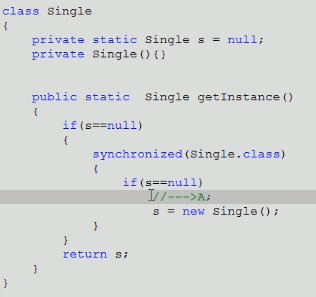 class Single
{
private static Single s = null;
private Single(){}
public static  Single getInstance()
{
if(s==null)
{
synchronized(Single.class)
{
if(s==null)
//--->A;
s = new Single();
}
}
return s;
}
}